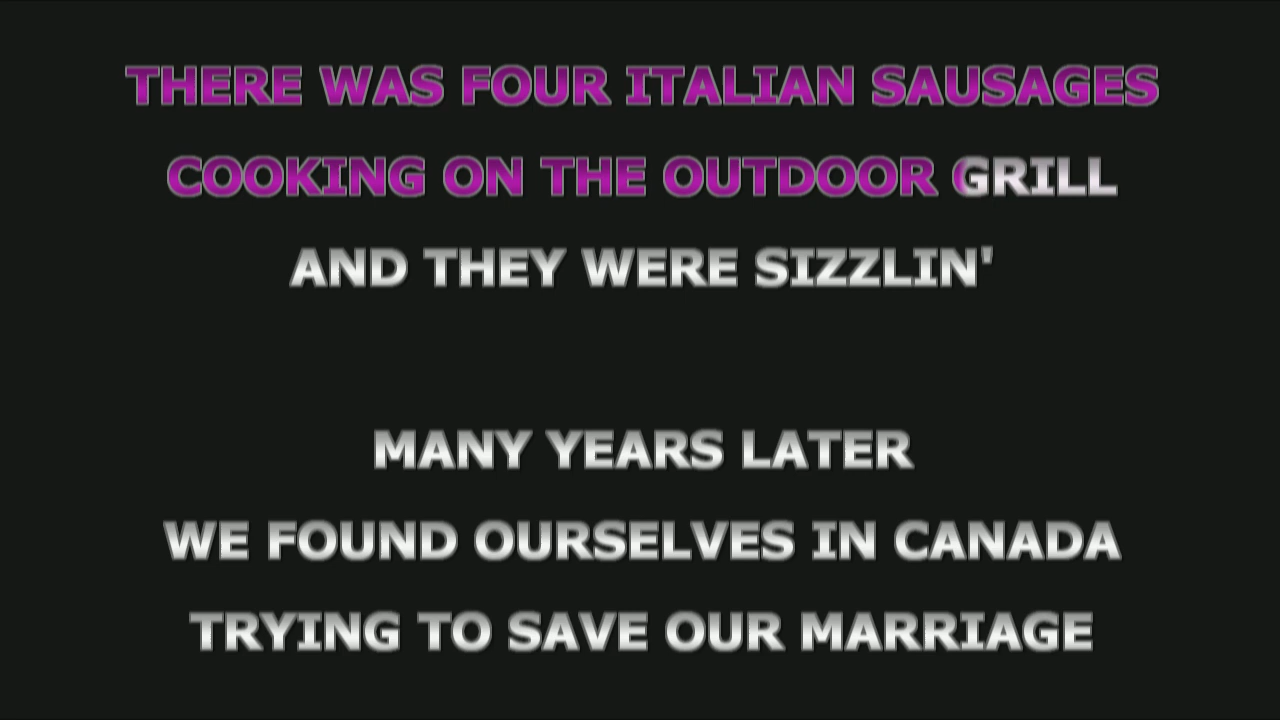 THERE WAS FOUR ITALIAN SAUSAGES
COOKING ON THE OUTDOOR GRILL
AND THEY WERE SIZZLIN'
MANY YEARS LATER
WE FOUND OURSELVES IN CANADA
TRYING TO SAVE OUR MARRIAGE